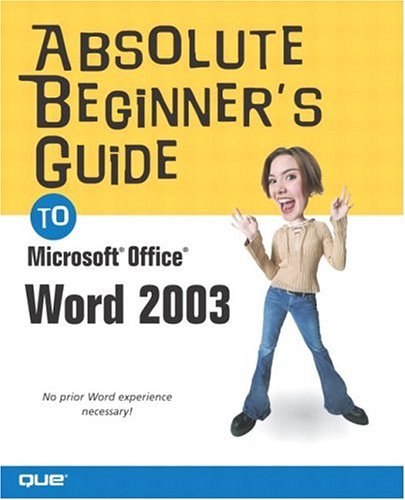 ABSOLUTE
BEGINNER'S
GUIDE
TO
Microsoft® Office®
Word 2003
No prior Word experience
necessary!
QUE®